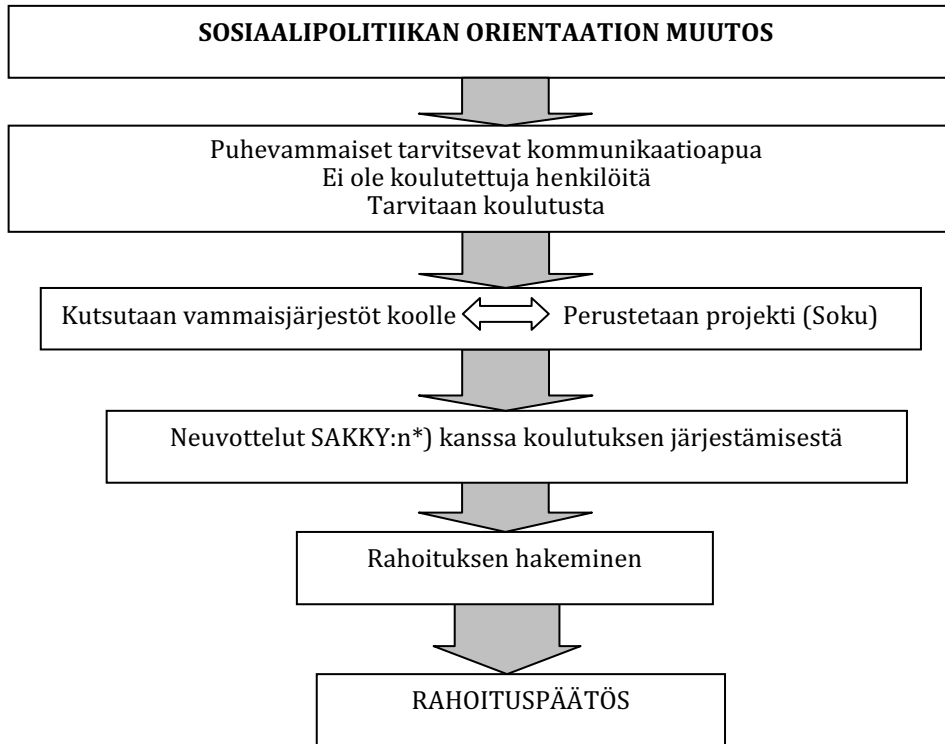 SOSIAALIPOLITIIKAN ORIENTAATION MUUTOS
Puhevammaiset tarvitsevat kommunikaatioapua
Ei ole koulutettuja henkilöitä
Tarvitaan koulutusta
Kutsutaan vammaisjärjestöt koolle Perustetaan projekti (Soku)
Neuvottelut SAKKY:n*) kanssa koulutuksen järjestämisestä
Rahoituksen hakeminen
RAHOITUSPÄÄTÖS